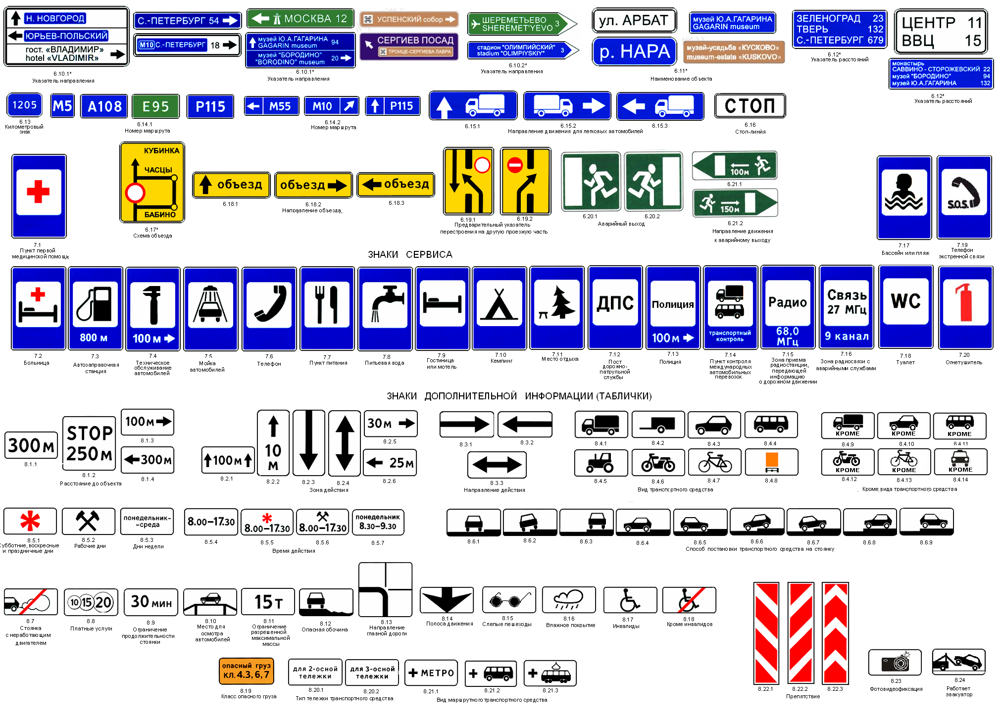 Н. НОВГОРОД
ЮРЬЕВ-ПОЛЬСКИЙ
гост. «ВЛАДИМИР»
hotel «VLADIMIR»
6.10.1*
Указатель направления
С.-ПЕТЕРБУРГ 54
М10 С.-ПЕТЕРБУРГ 18
МОСКВА 12
музей Ю.А.ГАГАРИНА
GAGARIN museum 94
музей "БОРОДИНО"
"BORODINO" museum 20
6.10.1*
Указатель направления
УСПЕНСКИЙ собор
СЕРГИЕВ ПОСАД
ТРОИЦЕ-СЕРГИЕВА ЛАВРА
ШЕРЕМЕТЬЕВО
SHEREMET'YEVO 3
стадион "ОЛИМПИЙСКИЙ"
stadium "OLIMPIYSKIY" 3
6.10.2*
Указатель направления
ул. АРБАТ
р. НАРА
музей Ю.А.ГАГАРИНА
GAGARIN museum
музей-усадьба «КУСКОВО»
museum-estate «KUSKOVO»
6.11*
Наименование объекта
ЗЕЛЕНОГРАД 23
ТВЕРЬ 132
С.-ПЕТЕРБУРГ 679
6.12*
Указатель расстояний
ЦЕНТР 11
ВВЦ 15
монастырь
САВВИНО - СТОРОЖЕВСКИЙ 22
музей "БОРОДИНО" 94
музей Ю.А.ГАГАРИНА 132
6.12*
Указатель расстояний
1205
6.13
Километровый
знак
М5
А108
Е95
Р115
6.14.1
Номер маршрута
М55
М10
Р115
6.14.2
Номер маршрута
6.15.1
6.15.2
6.15.3
Направление движения для легковых автомобилей
СТОП
6.16
Стоп-линия
7.1
Пункт первой
медицинской помощи
КУБИНКА
ЧАСЦЫ
БАБИНО
6.17*
Схема объезда
объезд
объезд
объезд
6.18.1
6.18.2
6.18.3
Направление объезда,
6.19.1
6.19.2
Предварительный указатель
перестроения на другую проезжую часть
6.20.1
6.20.2
Аварийный выход
100м
6.21.1
150м
6.21.2
Направление движения
к аварийному выходу
7.17
Бассейн или пляж
S.O.S.
7.19
Телефон
экстренной связи
ЗНАКИ СЕРВИСА
7.2
Больница
800 м
7.3
Автозаправочная
станция
100 м
7.4
Техническое
обслуживание
автомобилей
7.5
Мойка
автомобилей
7.6
Телефон
7.7
Пункт питания
7.8
Питьевая вода
7.9
Гостиница
или мотель
7.10
Кемпинг
7.11
Место отдыха
ДПС
7.12
Пост
дорожно-
патрульной
службы
Полиция
100 м
7.13
Полиция
транспортный
контроль
7.14
Пункт контроля
международных
автомобильных
перевозок
Радио
68,0
МГц
7.15
Зона приема
радиостанции,
передающей
информацию
о дорожном движении
Связь
27 МГц
9 канал
7.16
Зона радиосвязи с
аварийными службами
WC
7.18
Туалет
7.20
Огнетушитель
ЗНАКИ ДОПОЛНИТЕЛЬНОЙ ИНФОРМАЦИИ (ТАБЛИЧКИ)
300 м
8.1.1
STOP
250 м
8.1.2
100 м
8.1.3
300 м
8.1.4
Расстояние до объекта
100 м
8.2.1
10
м
8.2.2
8.2.3
8.2.4
30 м
8.2.5
25 м
8.2.6
Зона действия
8.3.1
8.3.2
8.3.3
Направление действия
8.4.1
8.4.2
8.4.3
8.4.4
8.4.5
8.4.6
8.4.7
8.4.8
Вид транспортного средства
КРОМЕ
КРОМЕ
КРОМЕ
8.4.9
8.4.10
8.4.11
КРОМЕ
КРОМЕ
КРОМЕ
8.4.12
8.4.13
8.4.14
Кроме вида транспортного средства
8.5.1
Субботние, воскресные
и праздничные дни
8.5.2
Рабочие дни
понедельник-
-среда
8.5.3
Дни недели
8.00–17.30
8.5.4
8.00–17.30
8.5.5
8.00–17.30
8.5.6
понедельник
8.30–9.30
8.5.7
Время действия
8.6.1
8.6.2
8.6.3
8.6.4
8.6.5
8.6.6
8.6.7
8.6.8
8.6.9
Способ постановки транспортного средства на стоянку
8.7
Стоянка
с неработающим
двигателем
10 15 20
8.8
Платные услуги
30 мин
8.9
Ограничение
продолжительности
стоянки
8.10
Место для
осмотра
автомобилей
15 т
8.11
Ограничение
разрешенной
максимальной
массы
8.12
Опасная обочина
8.13
Направление
главной дороги
8.14
Полоса движения
8.15
Слепые пешеходы
8.16
Влажное покрытие
8.17
Инвалиды
8.18
Кроме инвалидов
опасный груз
кл. 4.3, 6, 7
8.19
Класс опасного груза
для 2-осной
тележки
8.20.1
для 3-осной
тележки
8.20.2
Тип тележки транспортного средства
+ МЕТРО
8.21.1
+
8.21.2
+
8.21.3
Вид маршрутного транспортного средства
8.22.1
8.22.2
8.22.3
Препятствие
8.23
Фотовидеофиксация
8.24
Работает
эвакуатор